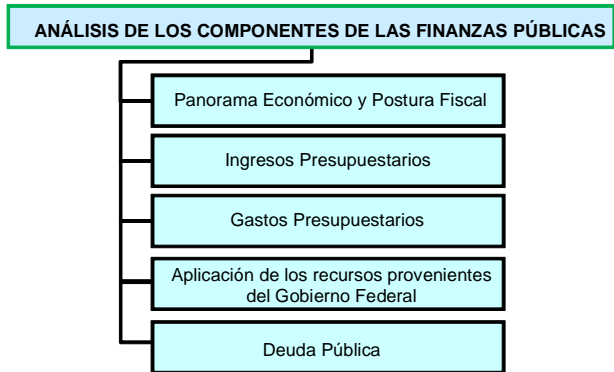 ANÁLISIS DE LOS COMPONENTES DE LAS FINANZAS PÚBLICAS
Panorama Económico y Postura Fiscal
Ingresos Presupuestarios
Gastos Presupuestarios
Aplicación de los recursos provenientes
del Gobierno Federal
Deuda Pública